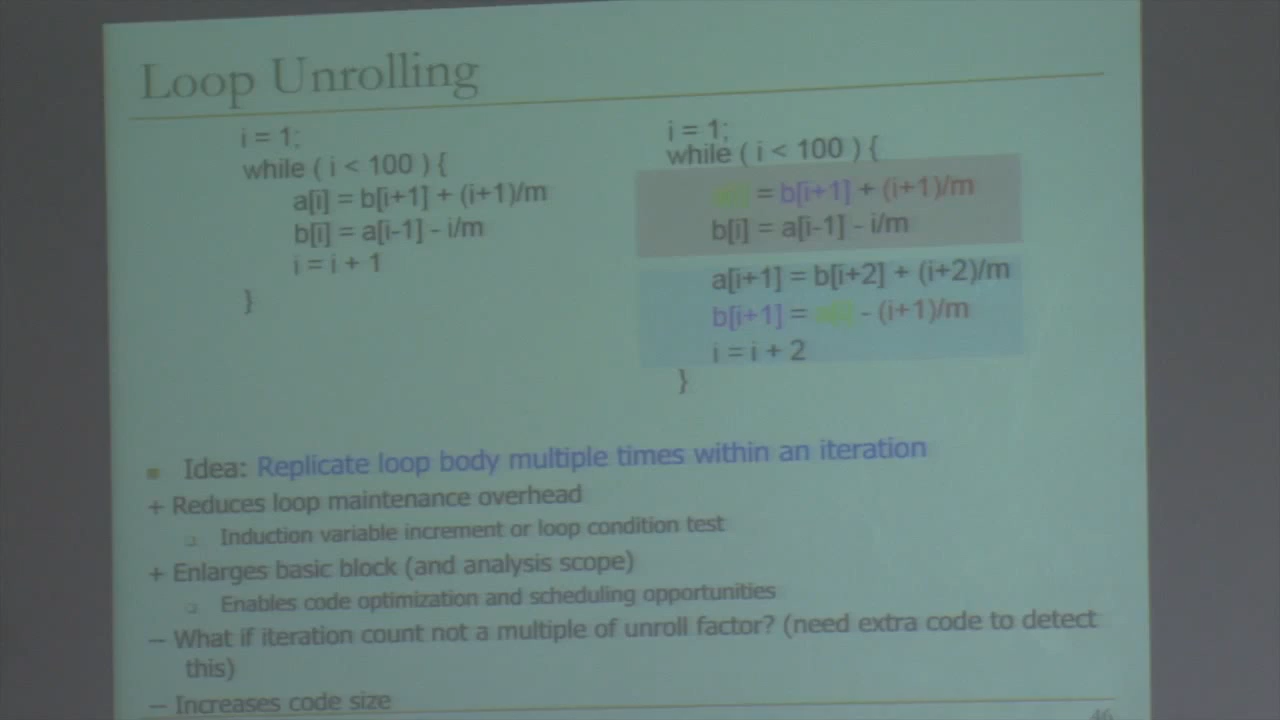 Loop Unrolling
i = 1;
while ( i < 100 ) {
a[i] = b[i+1] + (i+1)/m
b[i] = a[i-1] - i/m
i = i + 1
}
i = 1;
while ( i < 100 ) {
a[i] = b[i+1] + (i+1)/m
b[i] = a[i-1] - i/m
a[i+1] = b[i+2] + (i+2)/m
b[i+1] = a[i] - (i+1)/m
i = i + 2
}
Idea: Replicate loop body multiple times within an iteration
+ Reduces loop maintenance overhead
Induction variable increment or loop condition test
+ Enlarges basic block (and analysis scope)
Enables code optimization and scheduling opportunities
– What if iteration count not a multiple of unroll factor? (need extra code to detect
this)
– Increases code size
46